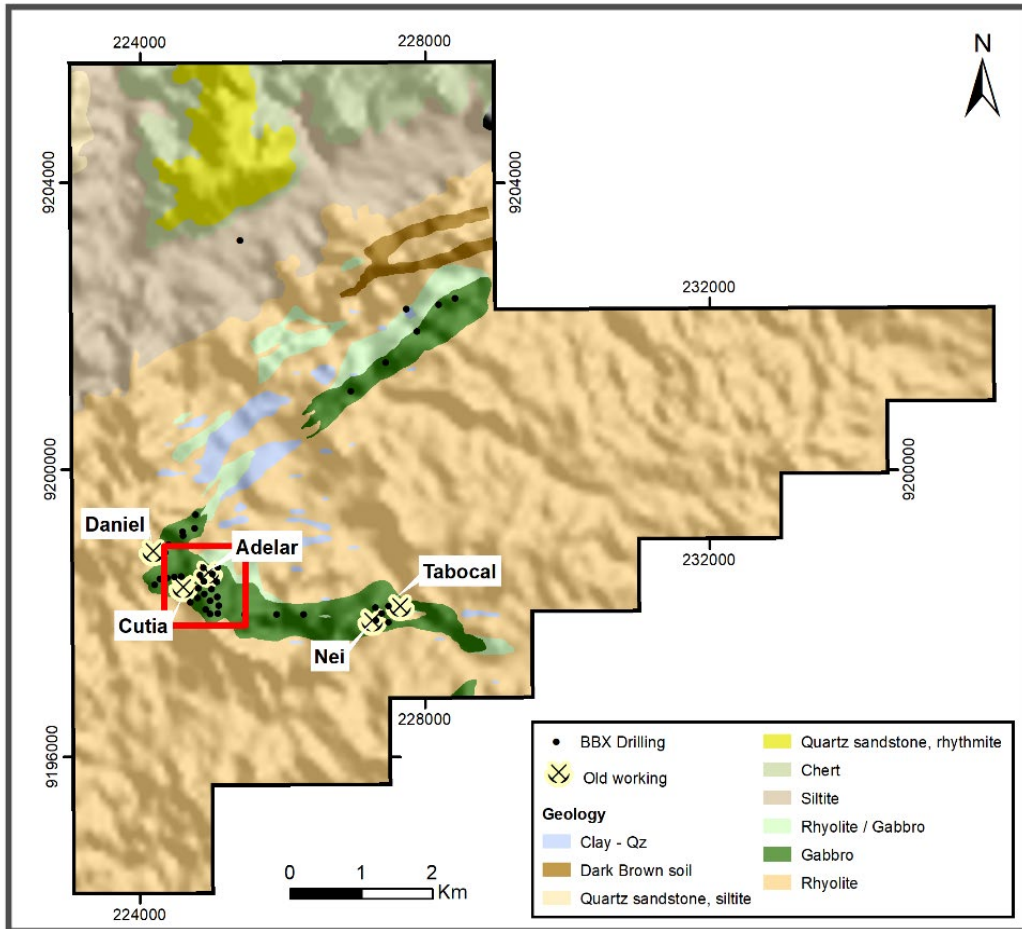 224000
228000
N
9204000
9204000
232000
9200000
9200000
Daniel
Adelar
232000
Tabocal
Cutia
Nei
228000
9196000
BBX Drilling
Old working
Geology
Clay - Qz
Dark Brown soil
Quartz sandstone, siltite
Quartz sandstone, rhythmite
Chert
Siltite
Rhyolite / Gabbro
Gabbro
Rhyolite
0 1 2
Km
224000